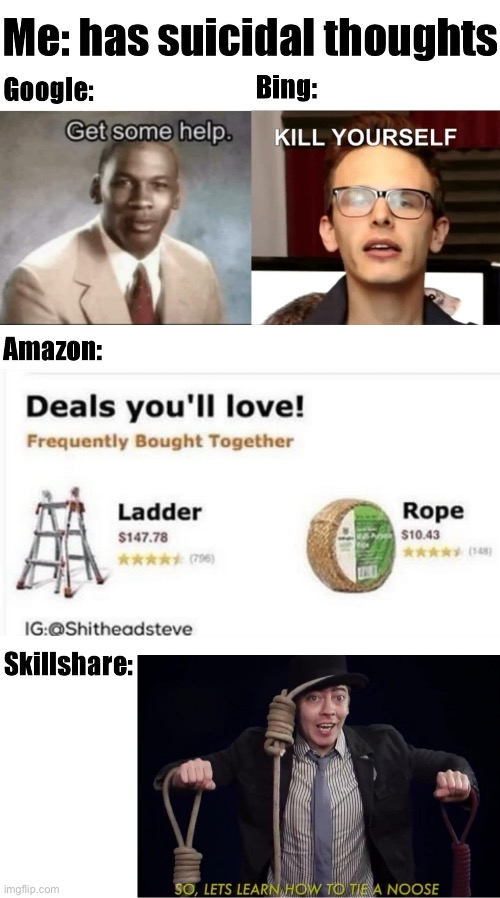 Me: has suicidal thoughts
Google:
Bing:
Get some help.
KILL YOURSELF
Amazon:
Deals you'll love!
Frequently Bought Together
Ladder
$147.78
(796)
Rope
$10.43
(148)
IG:@Shitheadsteve
Skillshare:
SO, LETS LEARN HOW TO TIE A NOOSE
imgflip.com